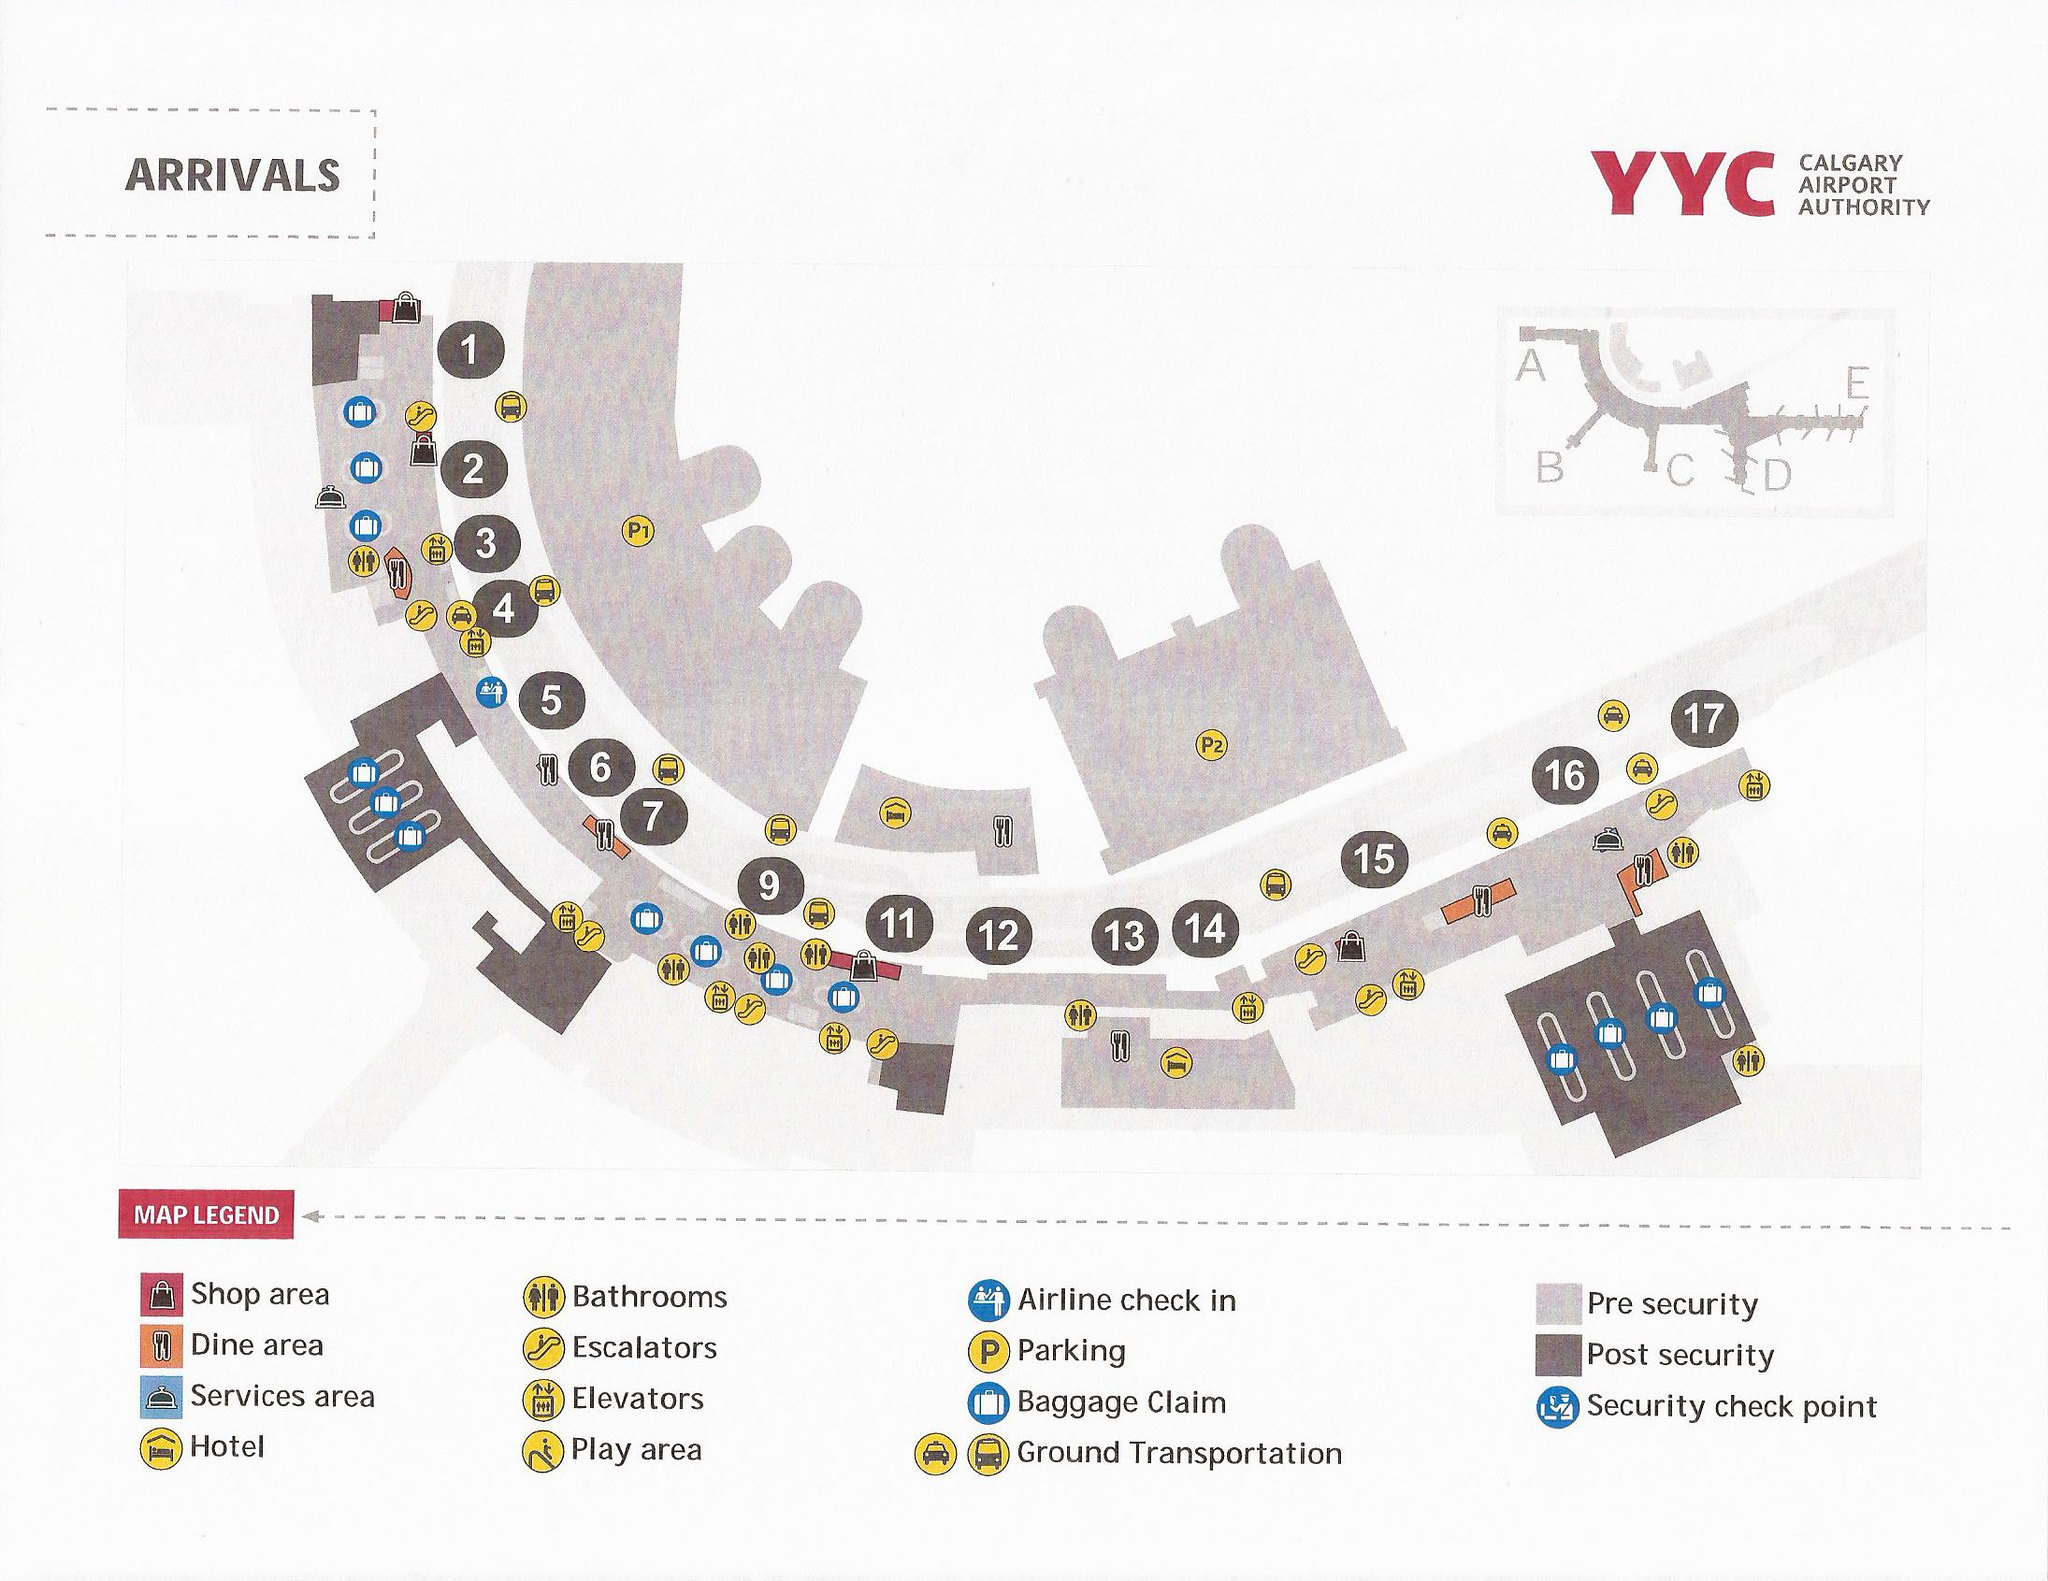 ARRIVALS
YYC
CALGARY
AIRPORT
AUTHORITY
1
2
3
4
5
6
7
9
11
12
13
14
15
16
17
P1
P2
A
B
C
D
E
MAP LEGEND
Shop area
Dine area
Services area
Hotel
Bathrooms
Escalators
Elevators
Play area
Airline check in
P
Parking
Baggage Claim
Ground Transportation
Pre security
Post security
Security check point